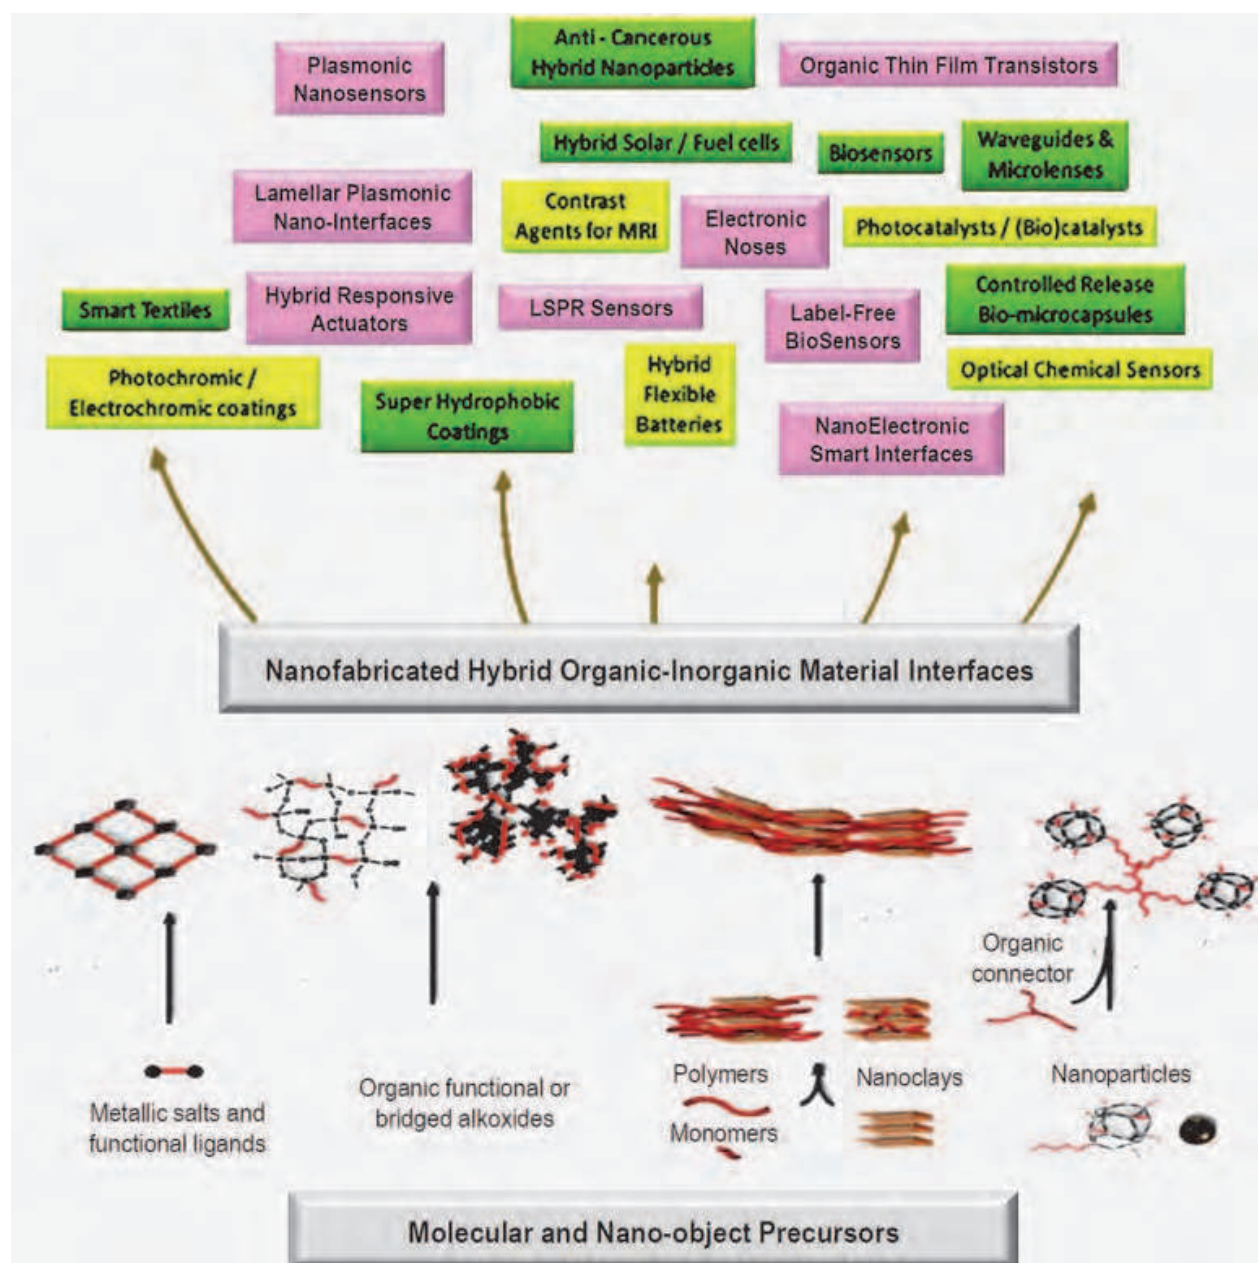 Plasmonic
Nanosensors
Anti - Cancerous
Hybrid Nanoparticles
Organic Thin Film Transistors
Hybrid Solar / Fuel cells
Biosensors
Waveguides &
Microlenses
Lamellar Plasmonic
Nano-Interfaces
Contrast
Agents for MRI
Electronic
Noses
Photocatalysts / (Bio)catalysts
Smart Textiles
Hybrid Responsive
Actuators
LSPR Sensors
Label-Free
BioSensors
Controlled Release
Bio-microcapsules
Photochromic /
Electrochromic coatings
Super Hydrophobic
Coatings
Hybrid
Flexible
Batteries
Optical Chemical Sensors
NanoElectronic
Smart Interfaces
Nanofabricated Hybrid Organic-Inorganic Material Interfaces
Organic
connector
Metallic salts and
functional ligands
Organic functional or
bridged alkoxides
Polymers
Monomers
Nanoclays
Nanoparticles
Molecular and Nano-object Precursors